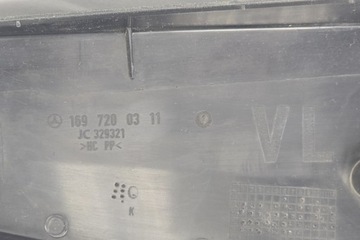 169 720 03 11
JC 329321
>HC PP<
VL
K